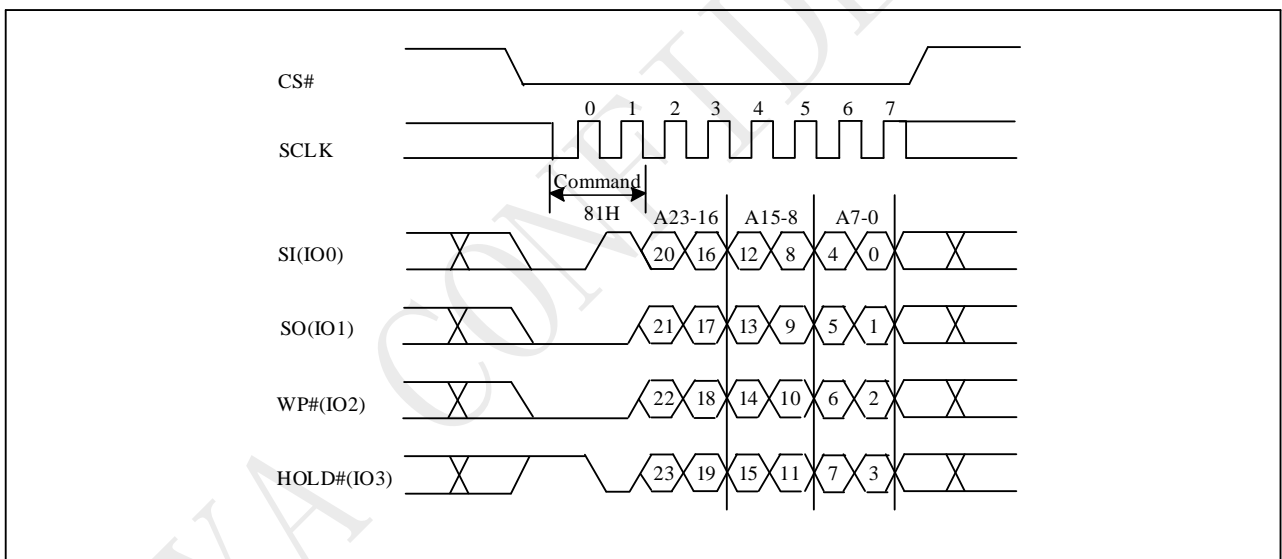 CS#
0 1 2 3 4 5 6 7
SCLK
Command
81H A23-16 A15-8 A7-0
SI(IO0) 20 16 12 8 4 0
SO(IO1) 21 17 13 9 5 1
WP#(IO2) 22 18 14 10 6 2
HOLD#(IO3) 23 19 15 11 7 3